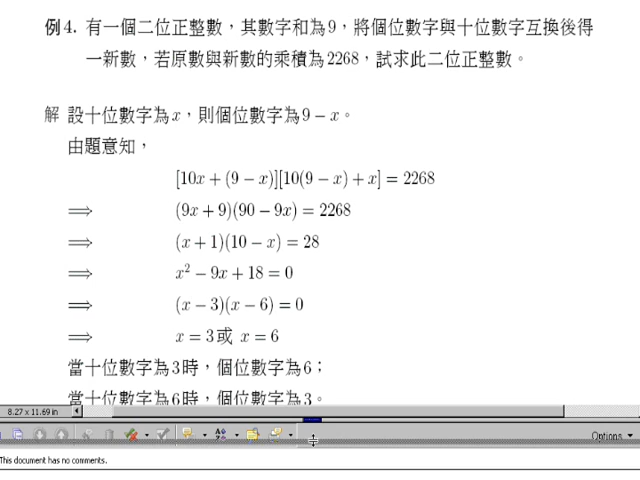 例4. 有一個二位正整數，其數字和為9，將個位數字與十位數字互換後得
一新數，若原數與新數的乘積為2268，試求此二位正整數。
解 設十位數字為x，則個位數字為9 − x。
由題意知，
[10x + (9 − x)][10(9 − x) + x] = 2268
⟹ (9x + 9)(90 − 9x) = 2268
⟹ (x + 1)(10 − x) = 28
⟹ x² − 9x + 18 = 0
⟹ (x − 3)(x − 6) = 0
⟹ x = 3或 x = 6
當十位數字為3時，個位數字為6；
當十位數字為6時，個位數字為3。
8.27 x 11.69 in
Options
This document has no comments.